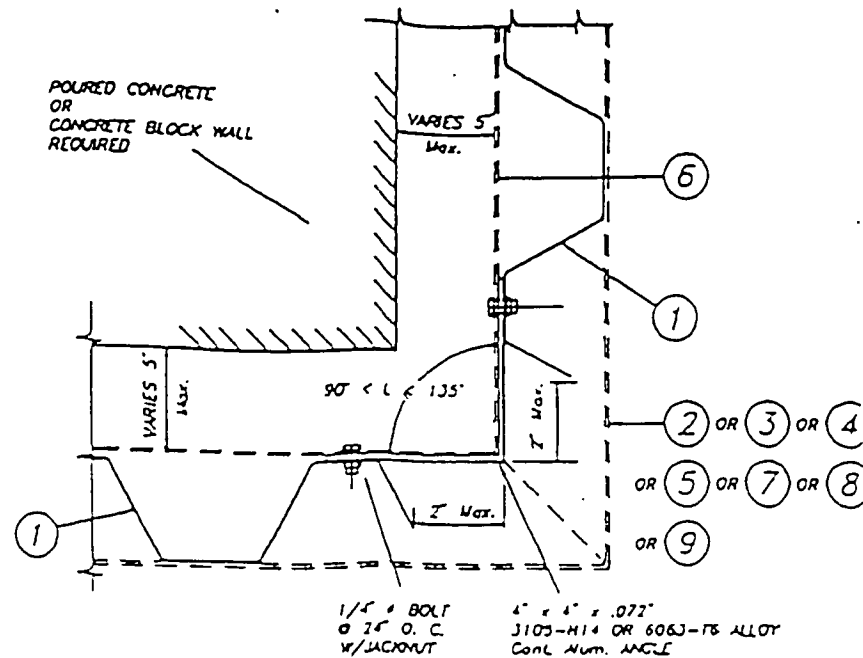 POURED CONCRETE
OR
CONCRETE BLOCK WALL
REQUIRED
VARIES 5"
Max.
6
1
VARIES 5"
Max.
90° < L < 135°
2" Max.
2 OR 3 OR 4
OR 5 OR 7 OR 8
OR 9
1
2" Max.
1/4" ø BOLT
@ 24" O. C.
W/JACKNUT
4" x 4" x .072"
3105-H14 OR 6063-T6 ALLOY
Cont. Alum. ANGLE